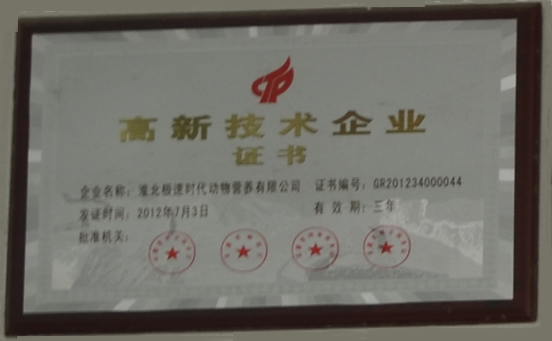 高新技术企业
证书
企业名称：淮北极速时代动物营养有限公司 证书编号：GR201234000044
发证时间：2012年7月3日 有 效 期：三年
批准机关：